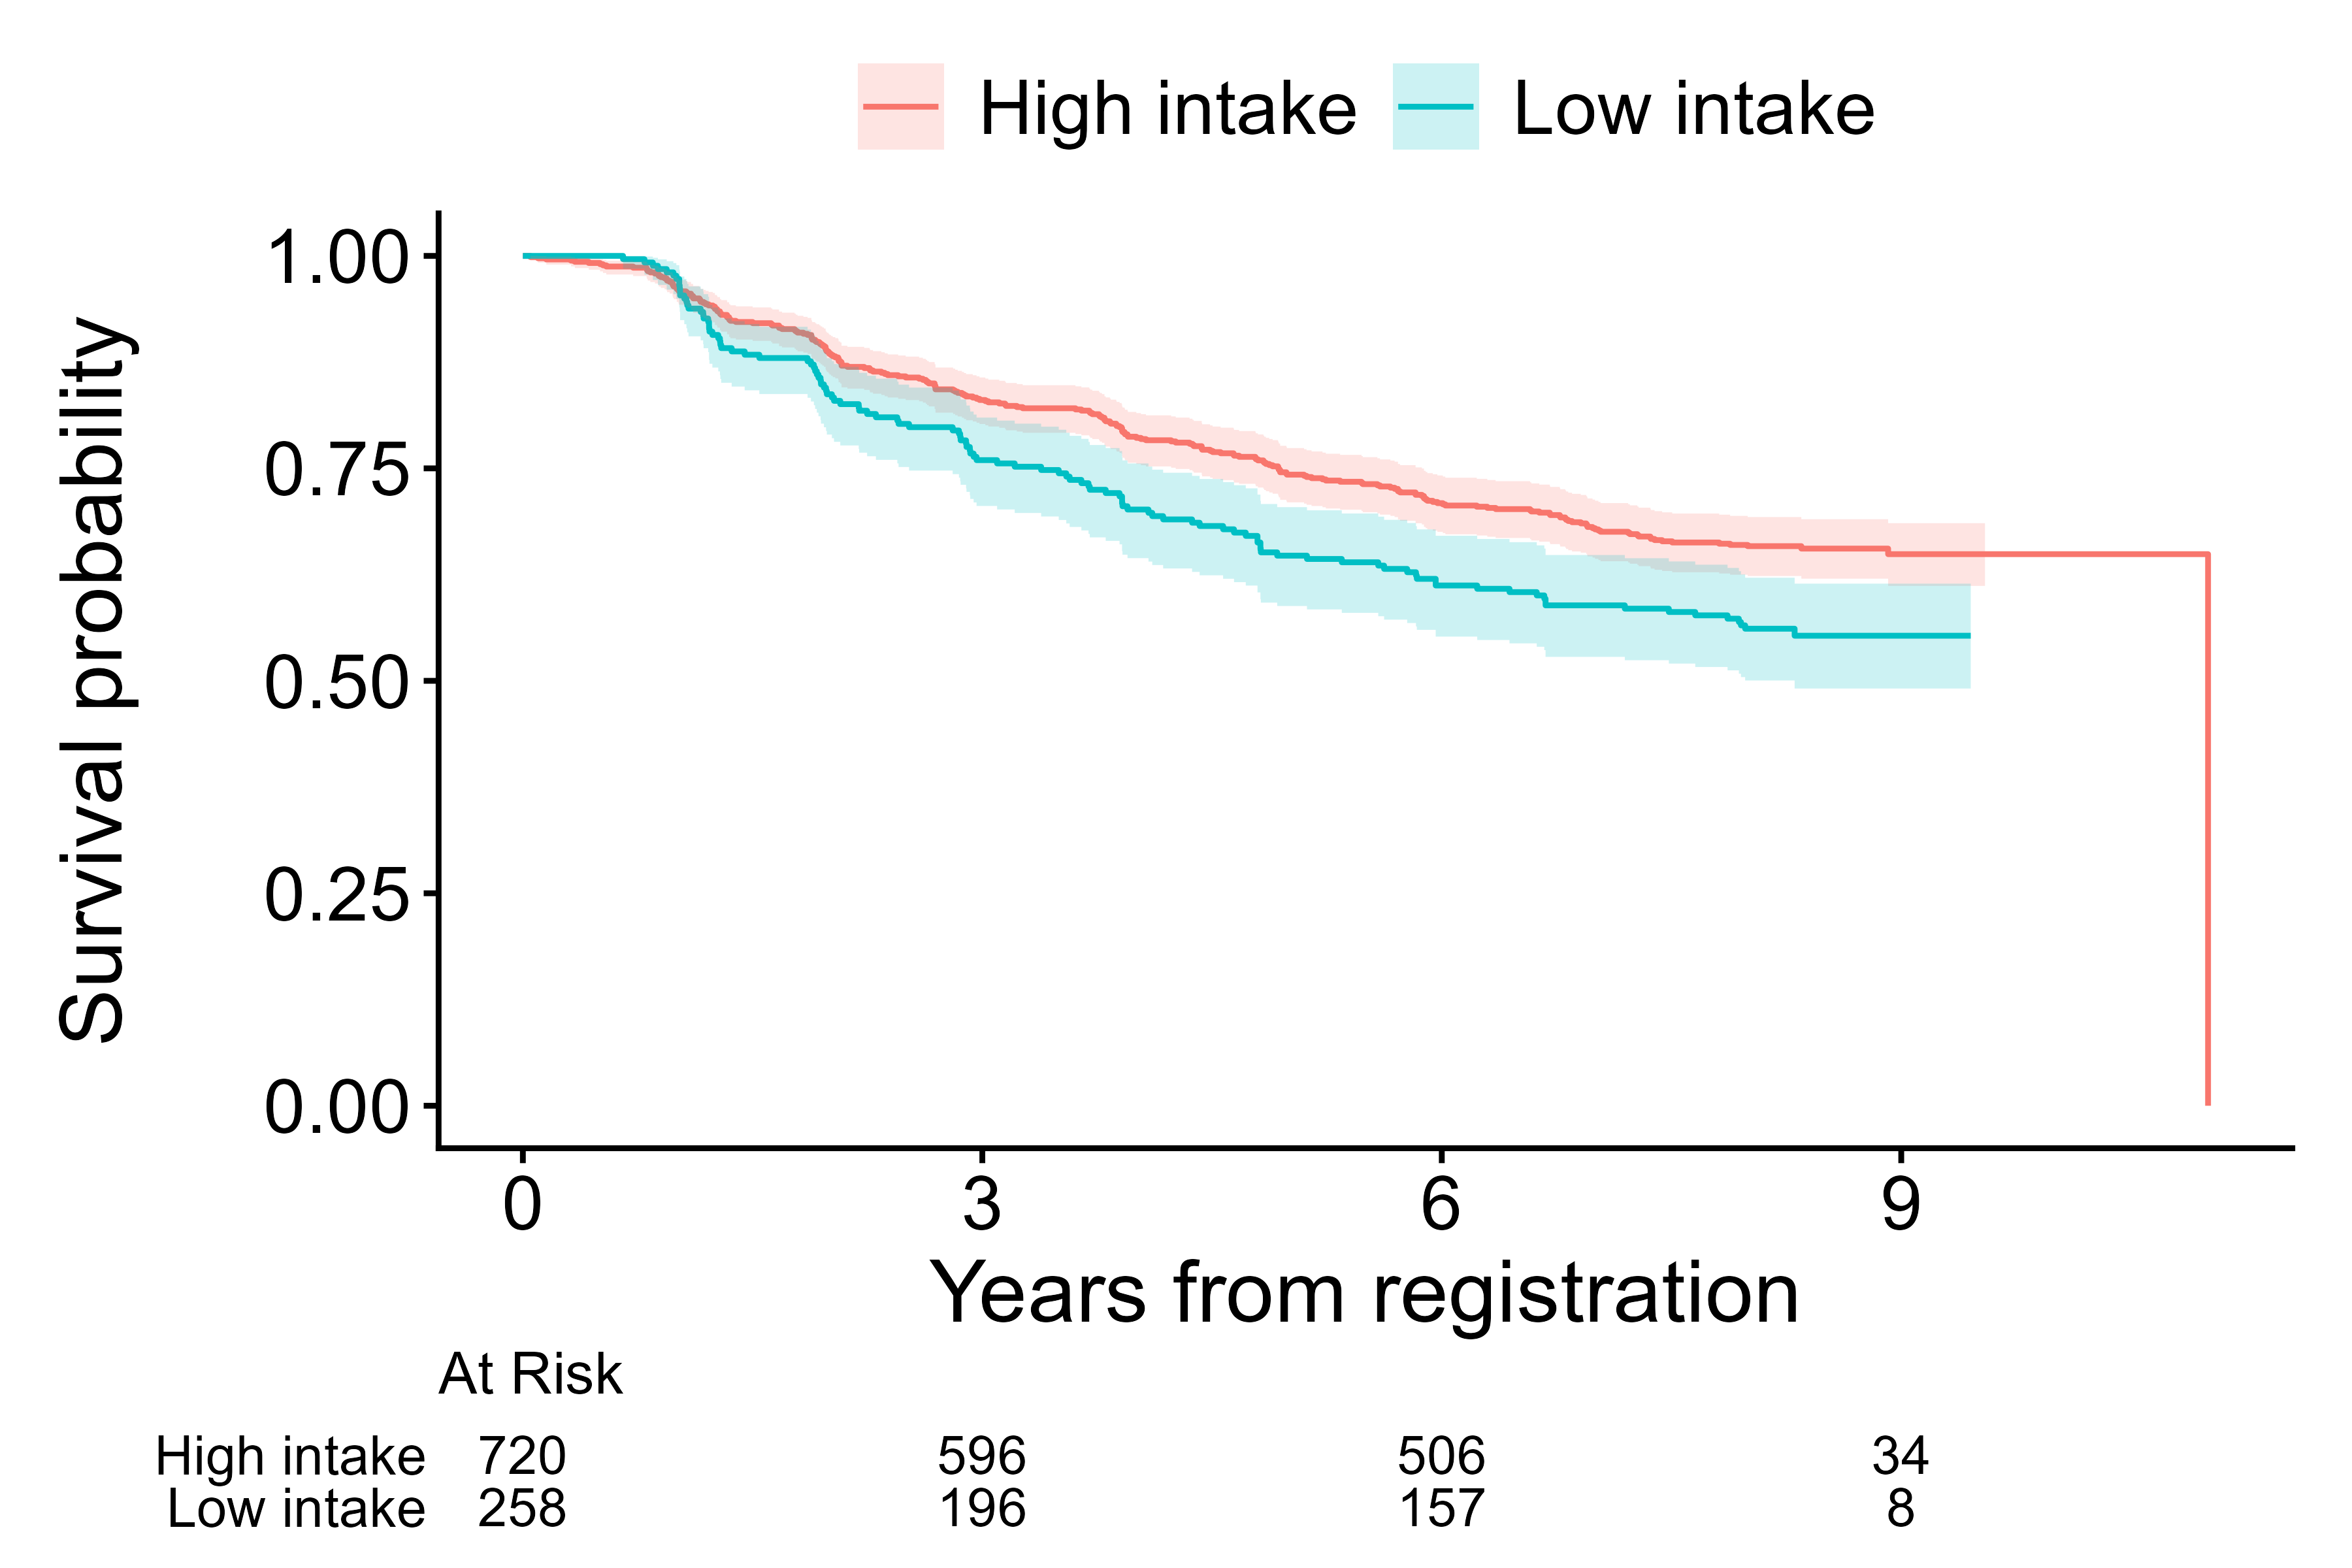 High intake Low intake
Survival probability
1.00
0.75
0.50
0.25
0.00
0 3 6 9
Years from registration
At Risk
High intake 720 596 506 34
Low intake 258 196 157 8